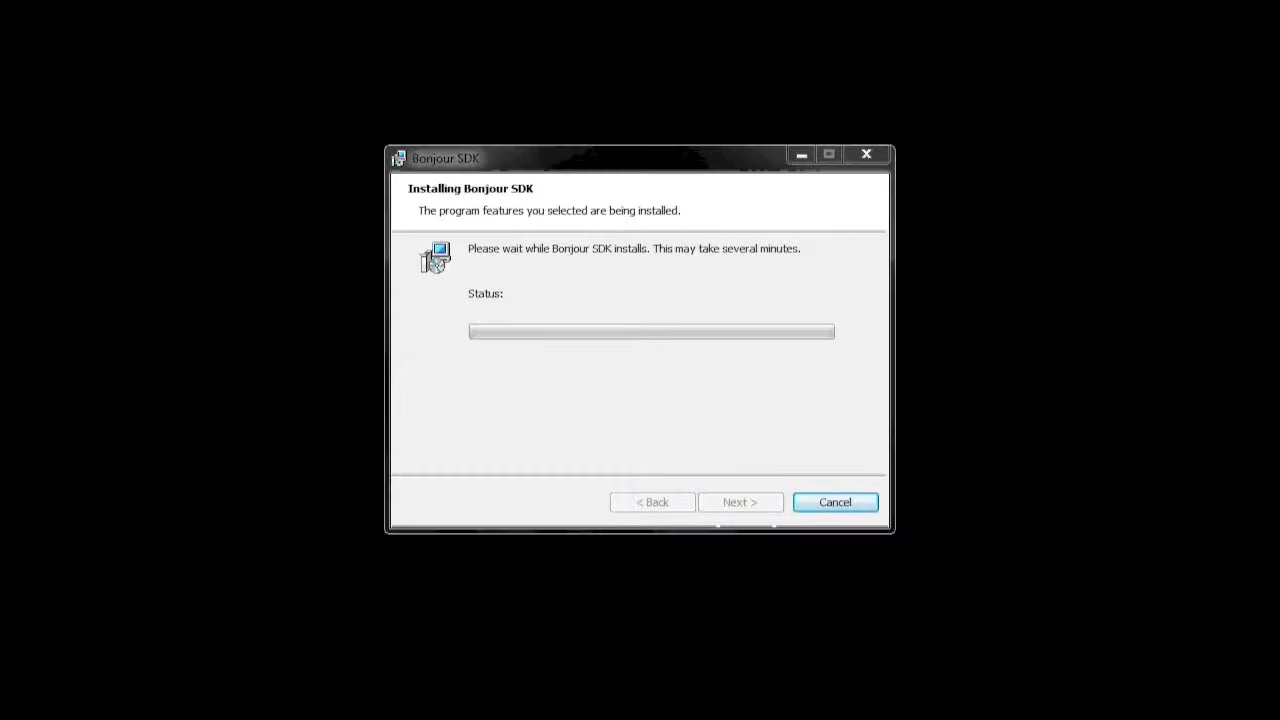 Bonjour SDK
Installing Bonjour SDK
The program features you selected are being installed.
Please wait while Bonjour SDK installs. This may take several minutes.
Status:
< Back
Next >
Cancel